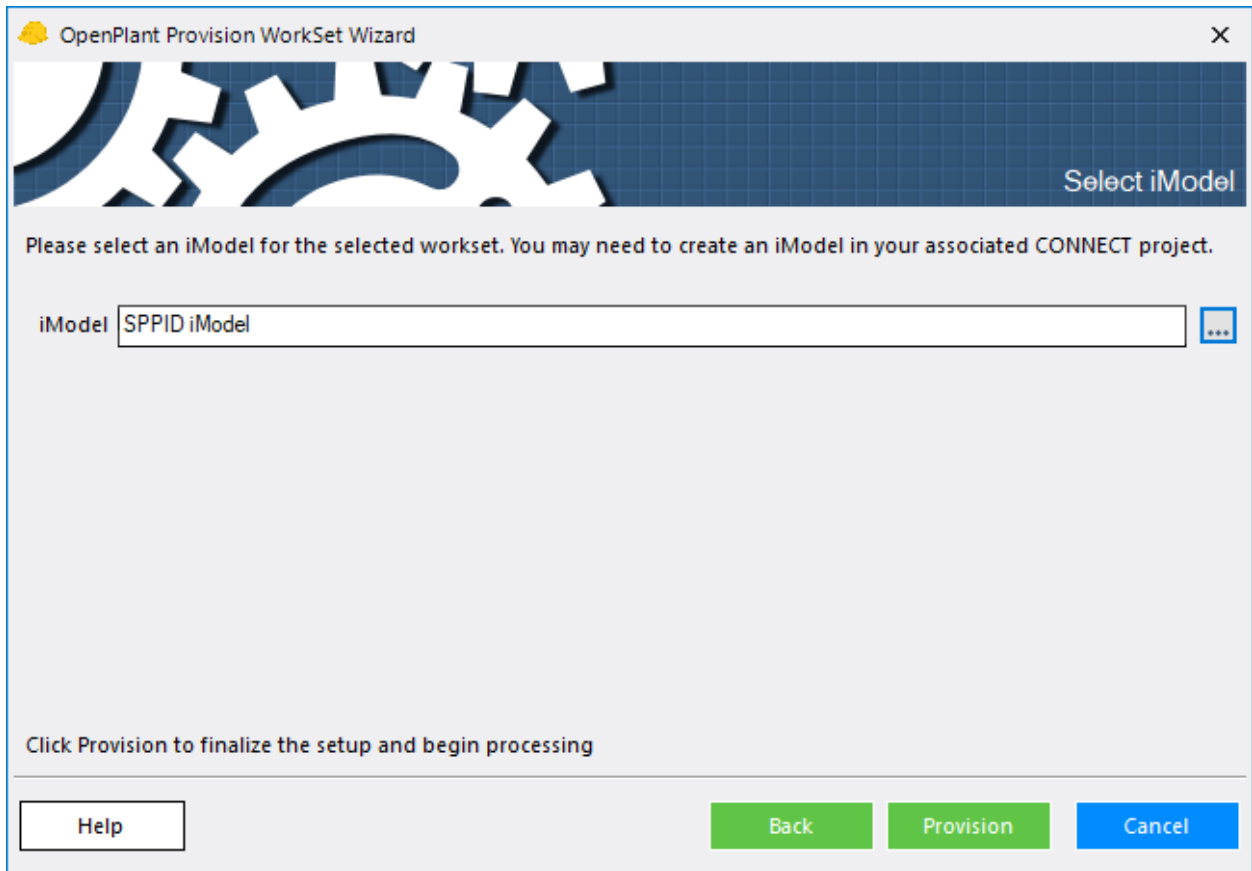 OpenPlant Provision WorkSet Wizard
Select iModel
Please select an iModel for the selected workset. You may need to create an iModel in your associated CONNECT project.
iModel SPPID iModel ...
Click Provision to finalize the setup and begin processing
Help Back Provision Cancel